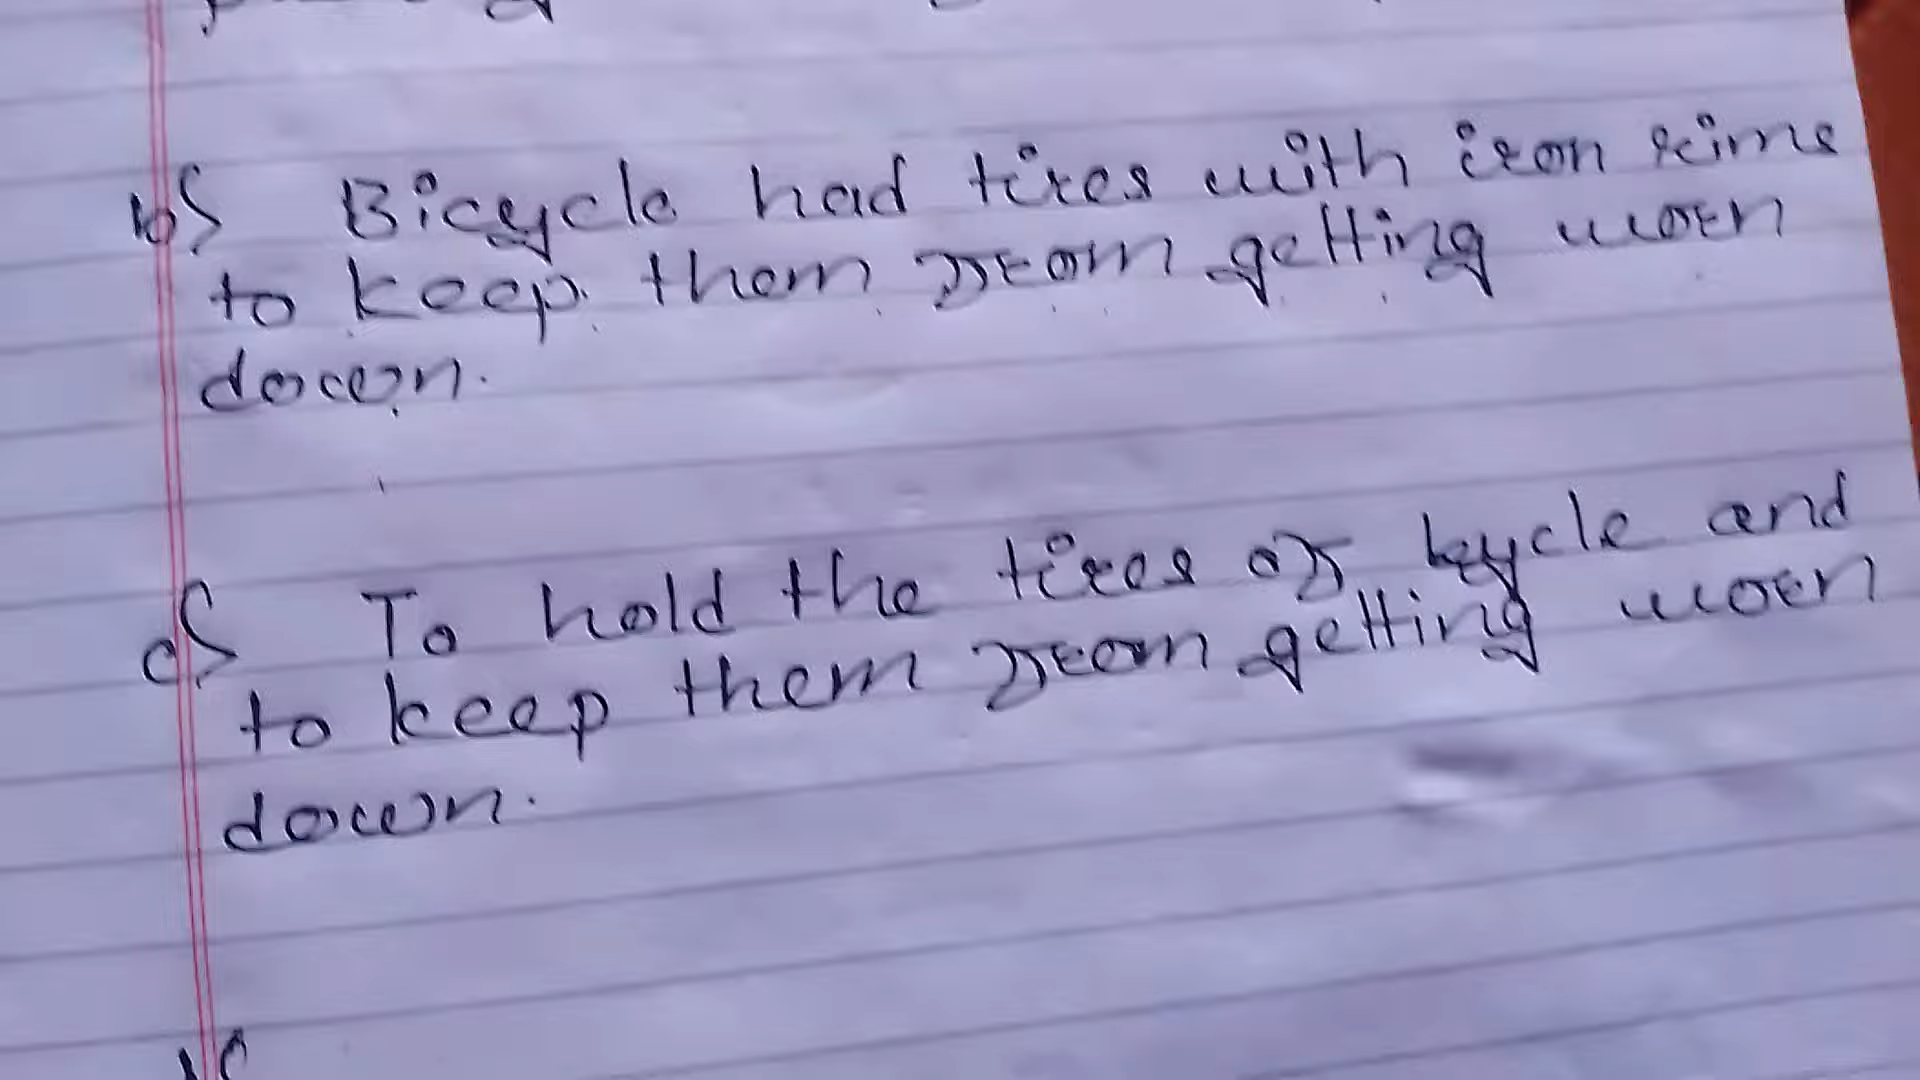 b) Bicycle had tires with iron rims
to keep them from getting worn
down.
c) To hold the tires of bycle and
to keep them from getting worn
down.